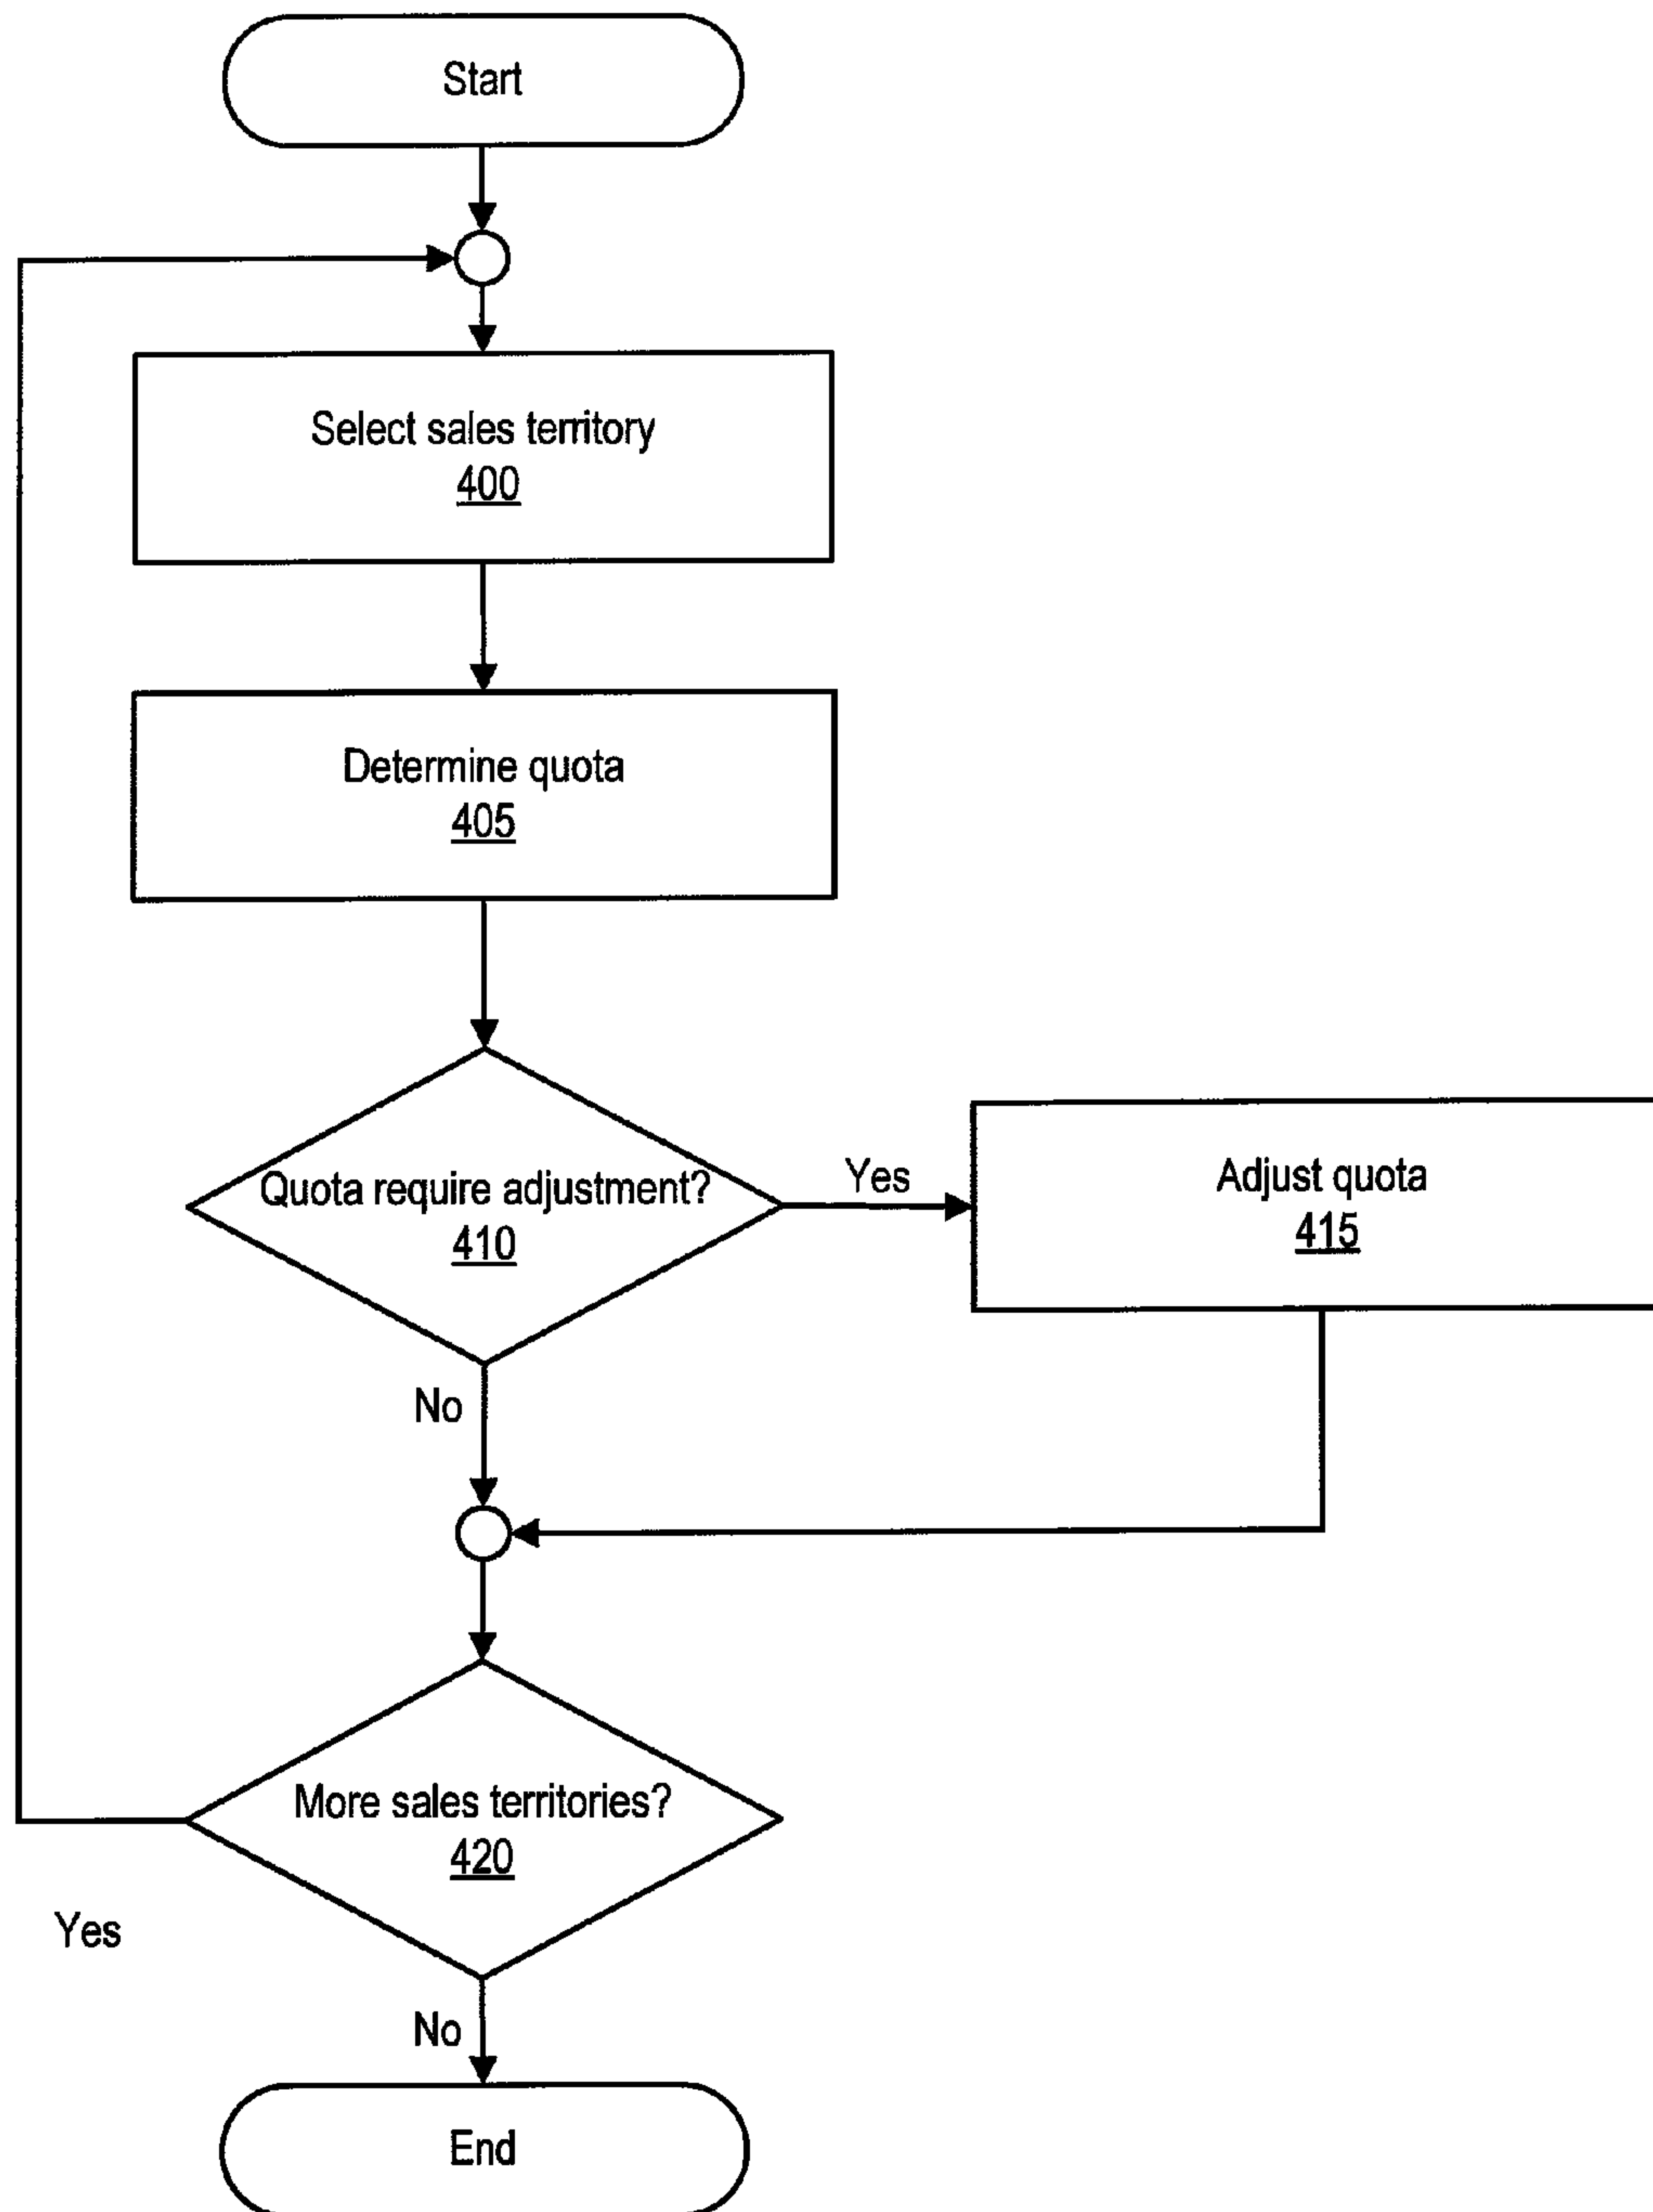 Start
Select sales territory
400
Determine quota
405
Quota require adjustment?
410
Yes
Adjust quota
415
No
More sales territories?
420
Yes
No
End